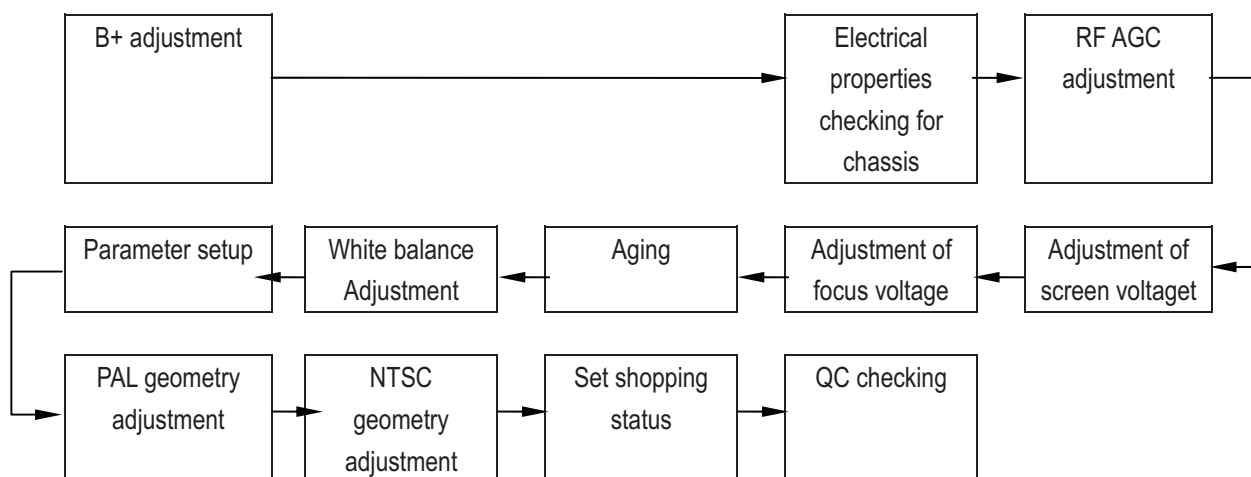 B+ adjustment
Electrical
properties
checking for
chassis
RF AGC
adjustment
Parameter setup
White balance
Adjustment
Aging
Adjustment of
focus voltage
Adjustment of
screen voltaget
PAL geometry
adjustment
NTSC
geometry
adjustment
Set shopping
status
QC checking